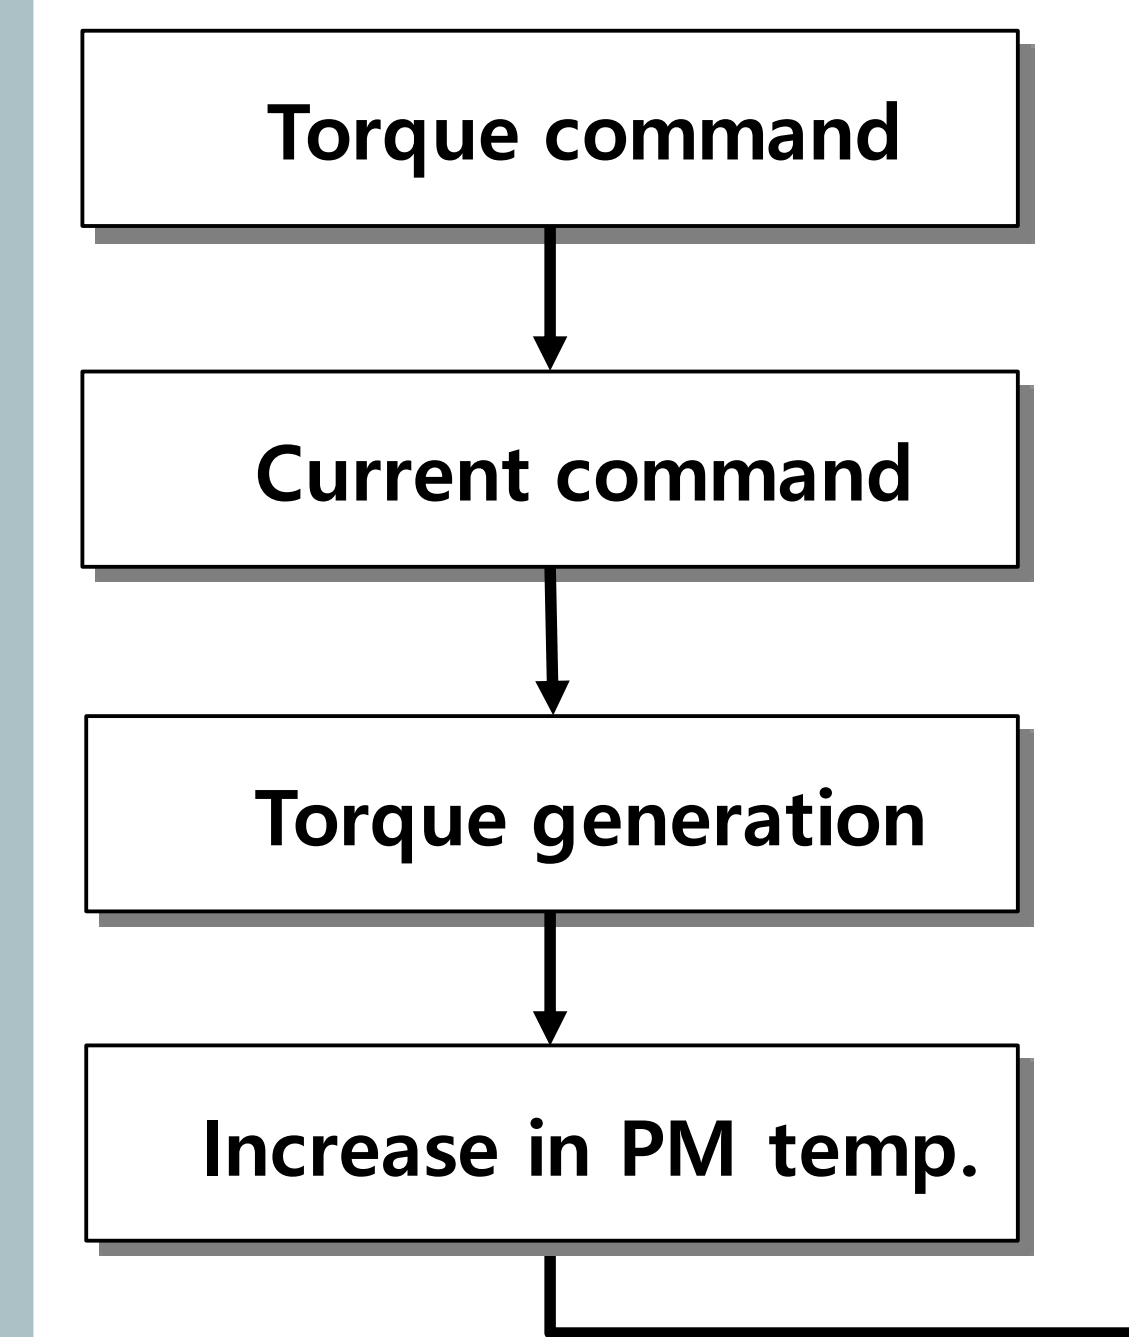 Torque command
Current command
Torque generation
Increase in PM temp.